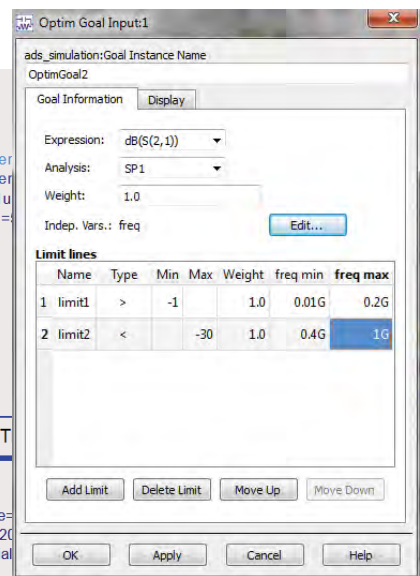 Optim Goal Input:1
ads_simulation:Goal Instance Name
OptimGoal2
Goal Information Display
Expression: dB(S(2,1))
Analysis: SP1
Weight: 1.0
Indep. Vars.: freq Edit...
Limit lines
Name Type Min Max Weight freq min freq max
1 limit1 > -1 1.0 0.01G 0.2G
2 limit2 < -30 1.0 0.4G 1G
Add Limit Delete Limit Move Up Move Down
OK Apply Cancel Help